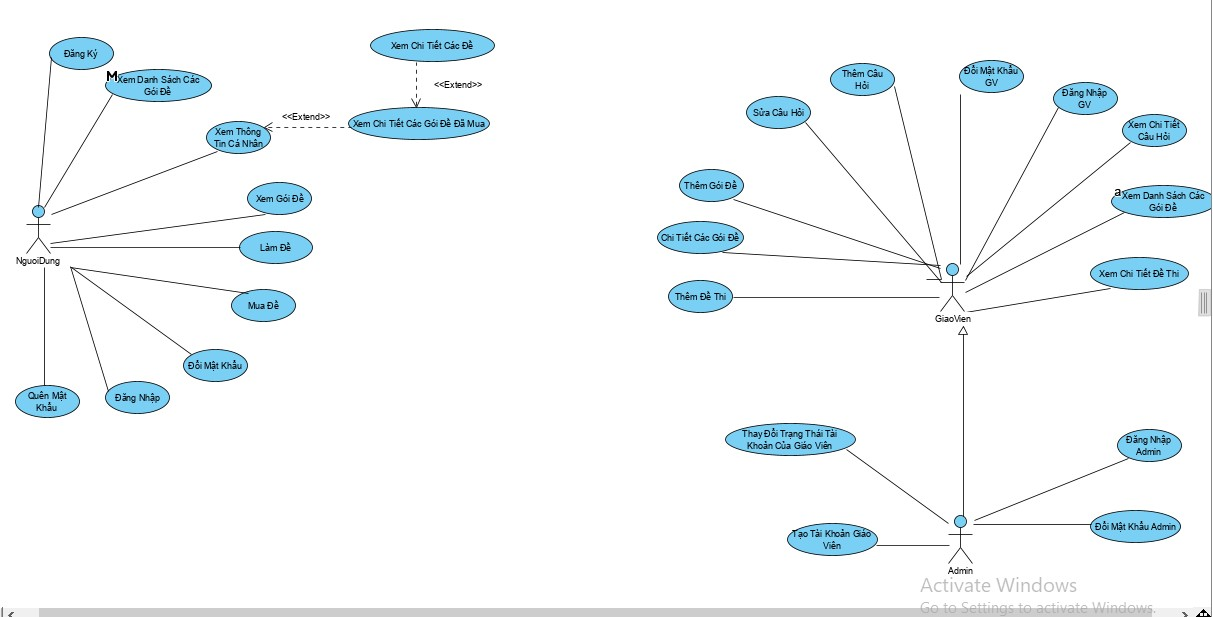 Đăng Ký
M
Xem Danh Sách Các
Gói Đề
Xem Chi Tiết Các Đề
<<Extend>>
<<Extend>>
Xem Chi Tiết Các Gói Đề Đã Mua
Xem Thông
Tin Cá Nhân
Xem Gói Đề
Làm Đề
NguoiDung
Mua Đề
Đổi Mật Khẩu
Đăng Nhập
Quên Mật
Khẩu
Thêm Câu
Hỏi
Đổi Mật Khẩu
GV
Sửa Câu Hỏi
Đăng Nhập
GV
Xem Chi Tiết
Câu Hỏi
Thêm Gói Đề
a
Xem Danh Sách Các
Gói Đề
Chi Tiết Các Gói Đề
Xem Chi Tiết Đề Thi
Thêm Đề Thi
GiaoVien
Thay Đổi Trạng Thái Tài
Khoản Của Giáo Viên
Đăng Nhập
Admin
Tạo Tài Khoản Giáo
Viên
Đổi Mật Khẩu Admin
Admin
Activate Windows
Go to Settings to activate Windows.